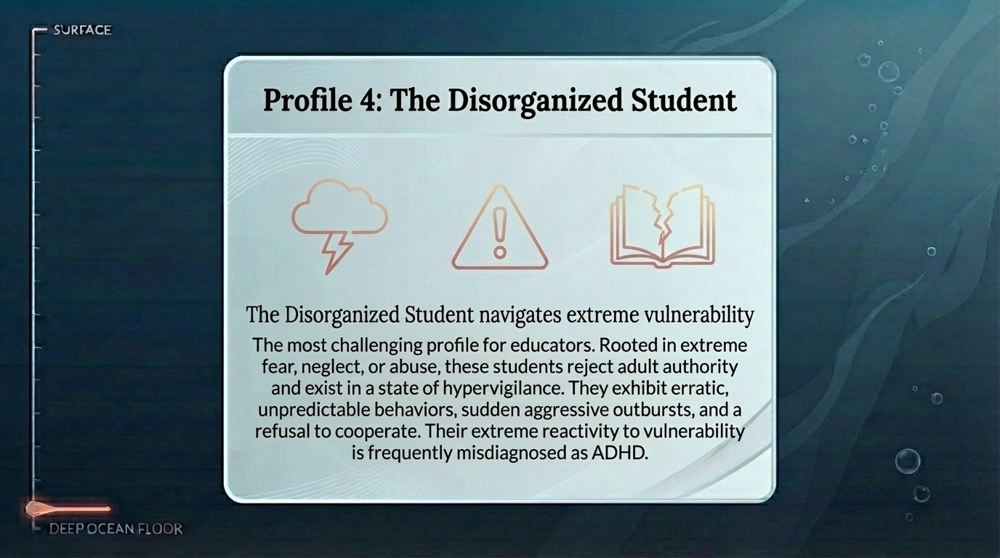 SURFACE
Profile 4: The Disorganized Student
The Disorganized Student navigates extreme vulnerability
The most challenging profile for educators. Rooted in extreme
fear, neglect, or abuse, these students reject adult authority
and exist in a state of hypervigilance. They exhibit erratic,
unpredictable behaviors, sudden aggressive outbursts, and a
refusal to cooperate. Their extreme reactivity to vulnerability
is frequently misdiagnosed as ADHD.
DEEP OCEAN FLOOR